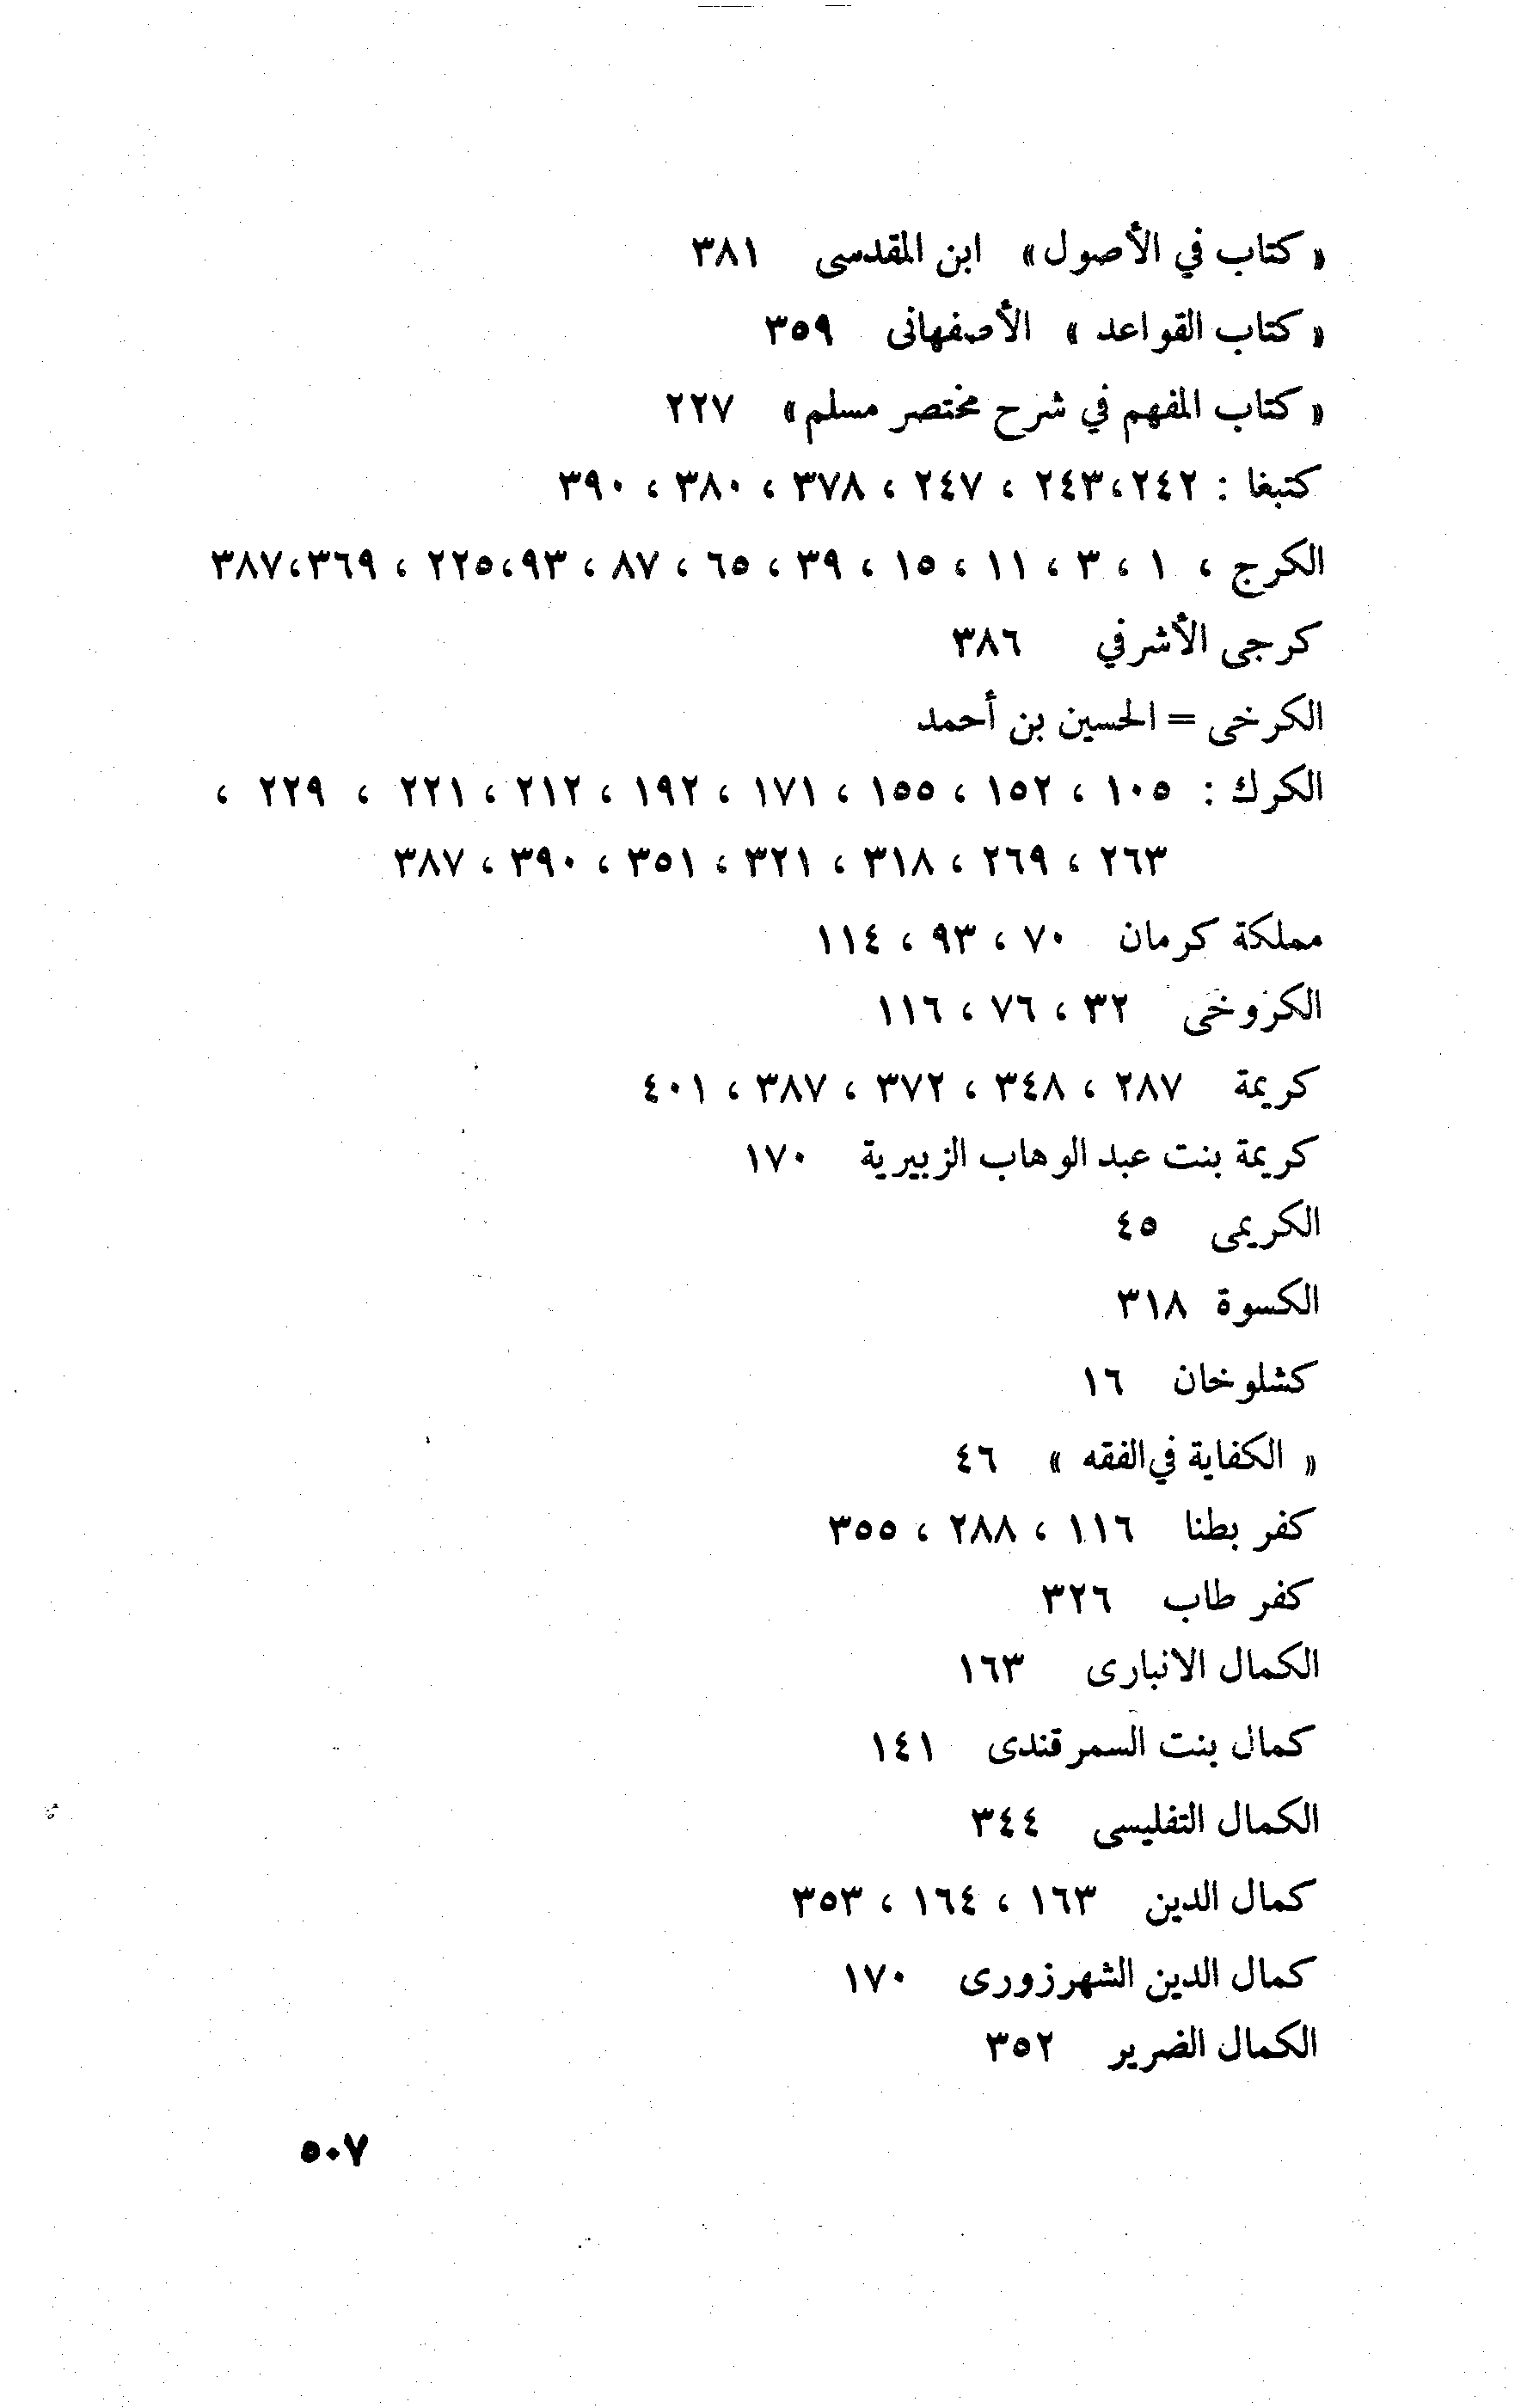 « كتاب في الأصول » ابن المقدسى ٣٨١
« كتاب القواعد » الأصفهانى ٣٥٩
« كتاب المفهم في شرح مختصر مسلم » ٢٢٧
كتبغا : ٢٤٢،٢٤٣ ، ٢٤٧ ، ٣٧٨ ، ٣٨٠ ، ٣٩٠
الكرج ، ١ ، ٣ ، ١١ ، ١٥ ، ٣٩ ، ٦٥ ، ٨٧ ، ٩٣،٢٢٥ ، ٣٦٩،٣٨٧
كرجى الأشرفي ٣٨٦
الكرخى = الحسين بن أحمد
الكرك : ١٠٥ ، ١٥٢ ، ١٥٥ ، ١٧١ ، ١٩٢ ، ٢١٢ ، ٢٢١ ، ٢٢٩ ،
٢٦٣ ، ٢٦٩ ، ٣١٨ ، ٣٢١ ، ٣٥١ ، ٣٩٠ ، ٣٨٧
مملكة كرمان ٧٠ ، ٩٣ ، ١١٤
الكروخى ٣٢ ، ٧٦ ، ١١٦
كريمة ٢٨٧ ، ٣٤٨ ، ٣٧٢ ، ٣٨٧ ، ٤٠١
كريمة بنت عبد الوهاب الزبيرية ١٧٠
الكريمى ٤٥
الكسوة ٣١٨
كشلوخان ١٦
« الكفاية في الفقه » ٤٦
كفر بطنا ١١٦ ، ٢٨٨ ، ٣٥٥
كفر طاب ٣٢٦
الكمال الانبارى ١٦٣
كمال بنت السمرقندى ١٤١
الكمال التفليسى ٣٤٤
كمال الدين ١٦٣ ، ١٦٤ ، ٣٥٣
كمال الدين الشهرزورى ١٧٠
الكمال الضرير ٣٥٢
٥٠٧